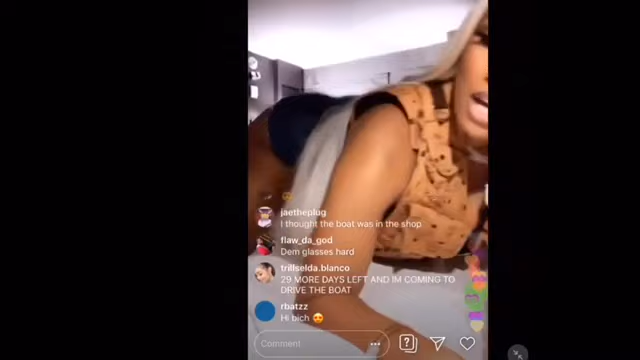 jaetheplog
I thought the boat was in the shop
flaw_da_god
Dem glasses hard
trillselda.blanco
29 MORE DAYS LEFT AND IM COMING TO
DRIVE THE BOAT
rbatzz
Hi bich 😍
Comment